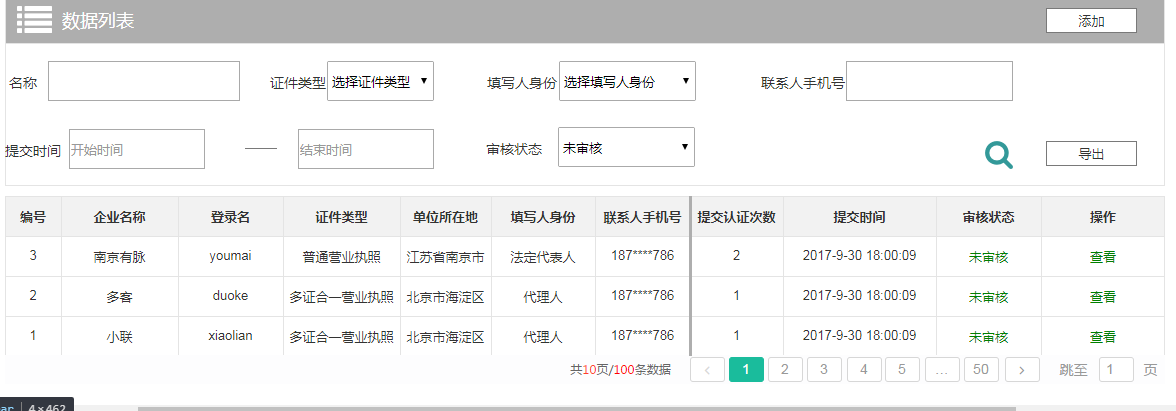 数据列表 添加
名称 证件类型 选择证件类型 填写人身份 选择填写人身份 联系人手机号
提交时间 开始时间 —— 结束时间 审核状态 未审核 导出
编号 企业名称 登录名 证件类型 单位所在地 填写人身份 联系人手机号 提交认证次数 提交时间 审核状态 操作
3 南京有脉 youmai 普通营业执照 江苏省南京市 法定代表人 187****786 2 2017-9-30 18:00:09 未审核 查看
2 多客 duoke 多证合一营业执照 北京市海淀区 代理人 187****786 1 2017-9-30 18:00:09 未审核 查看
1 小联 xiaolian 多证合一营业执照 北京市海淀区 代理人 187****786 1 2017-9-30 18:00:09 未审核 查看
共10页/100条数据 ‹ 1 2 3 4 5 ... 50 › 跳至 1 页
ar 4×462